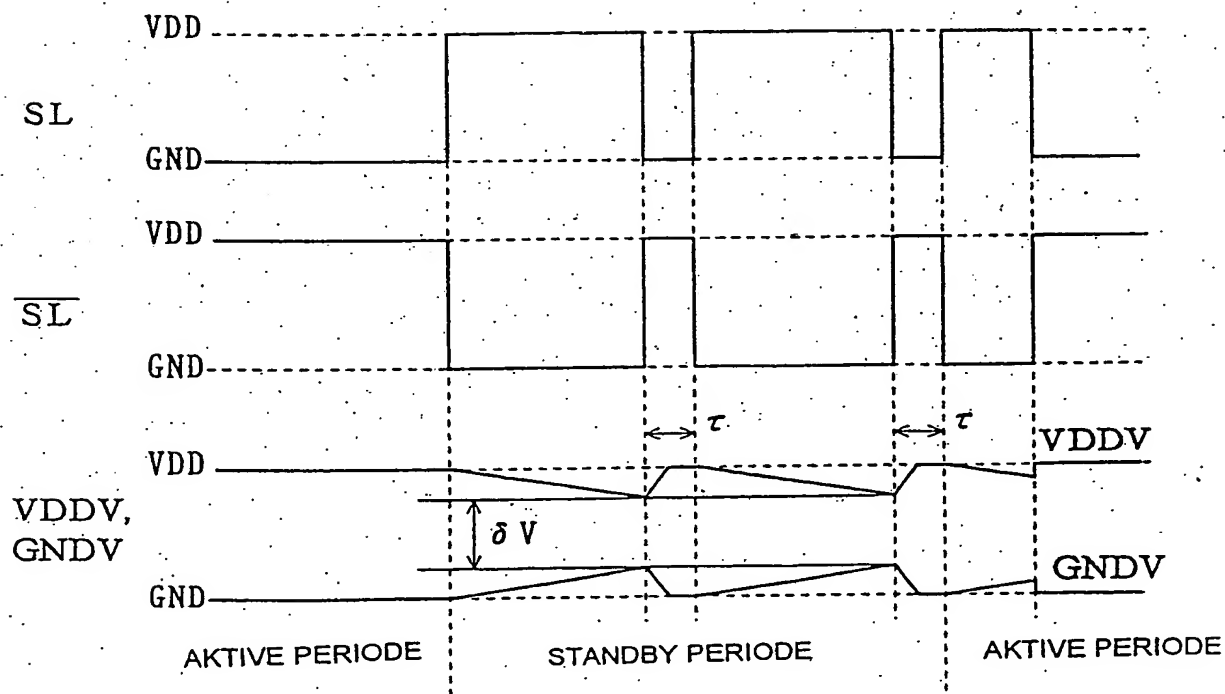 VDD
SL
GND
VDD
SL
GND
τ
τ
VDDV
VDD
VDDV,
GNDV
δ V
GNDV
GND
AKTIVE PERIODE
STANDBY PERIODE
AKTIVE PERIODE